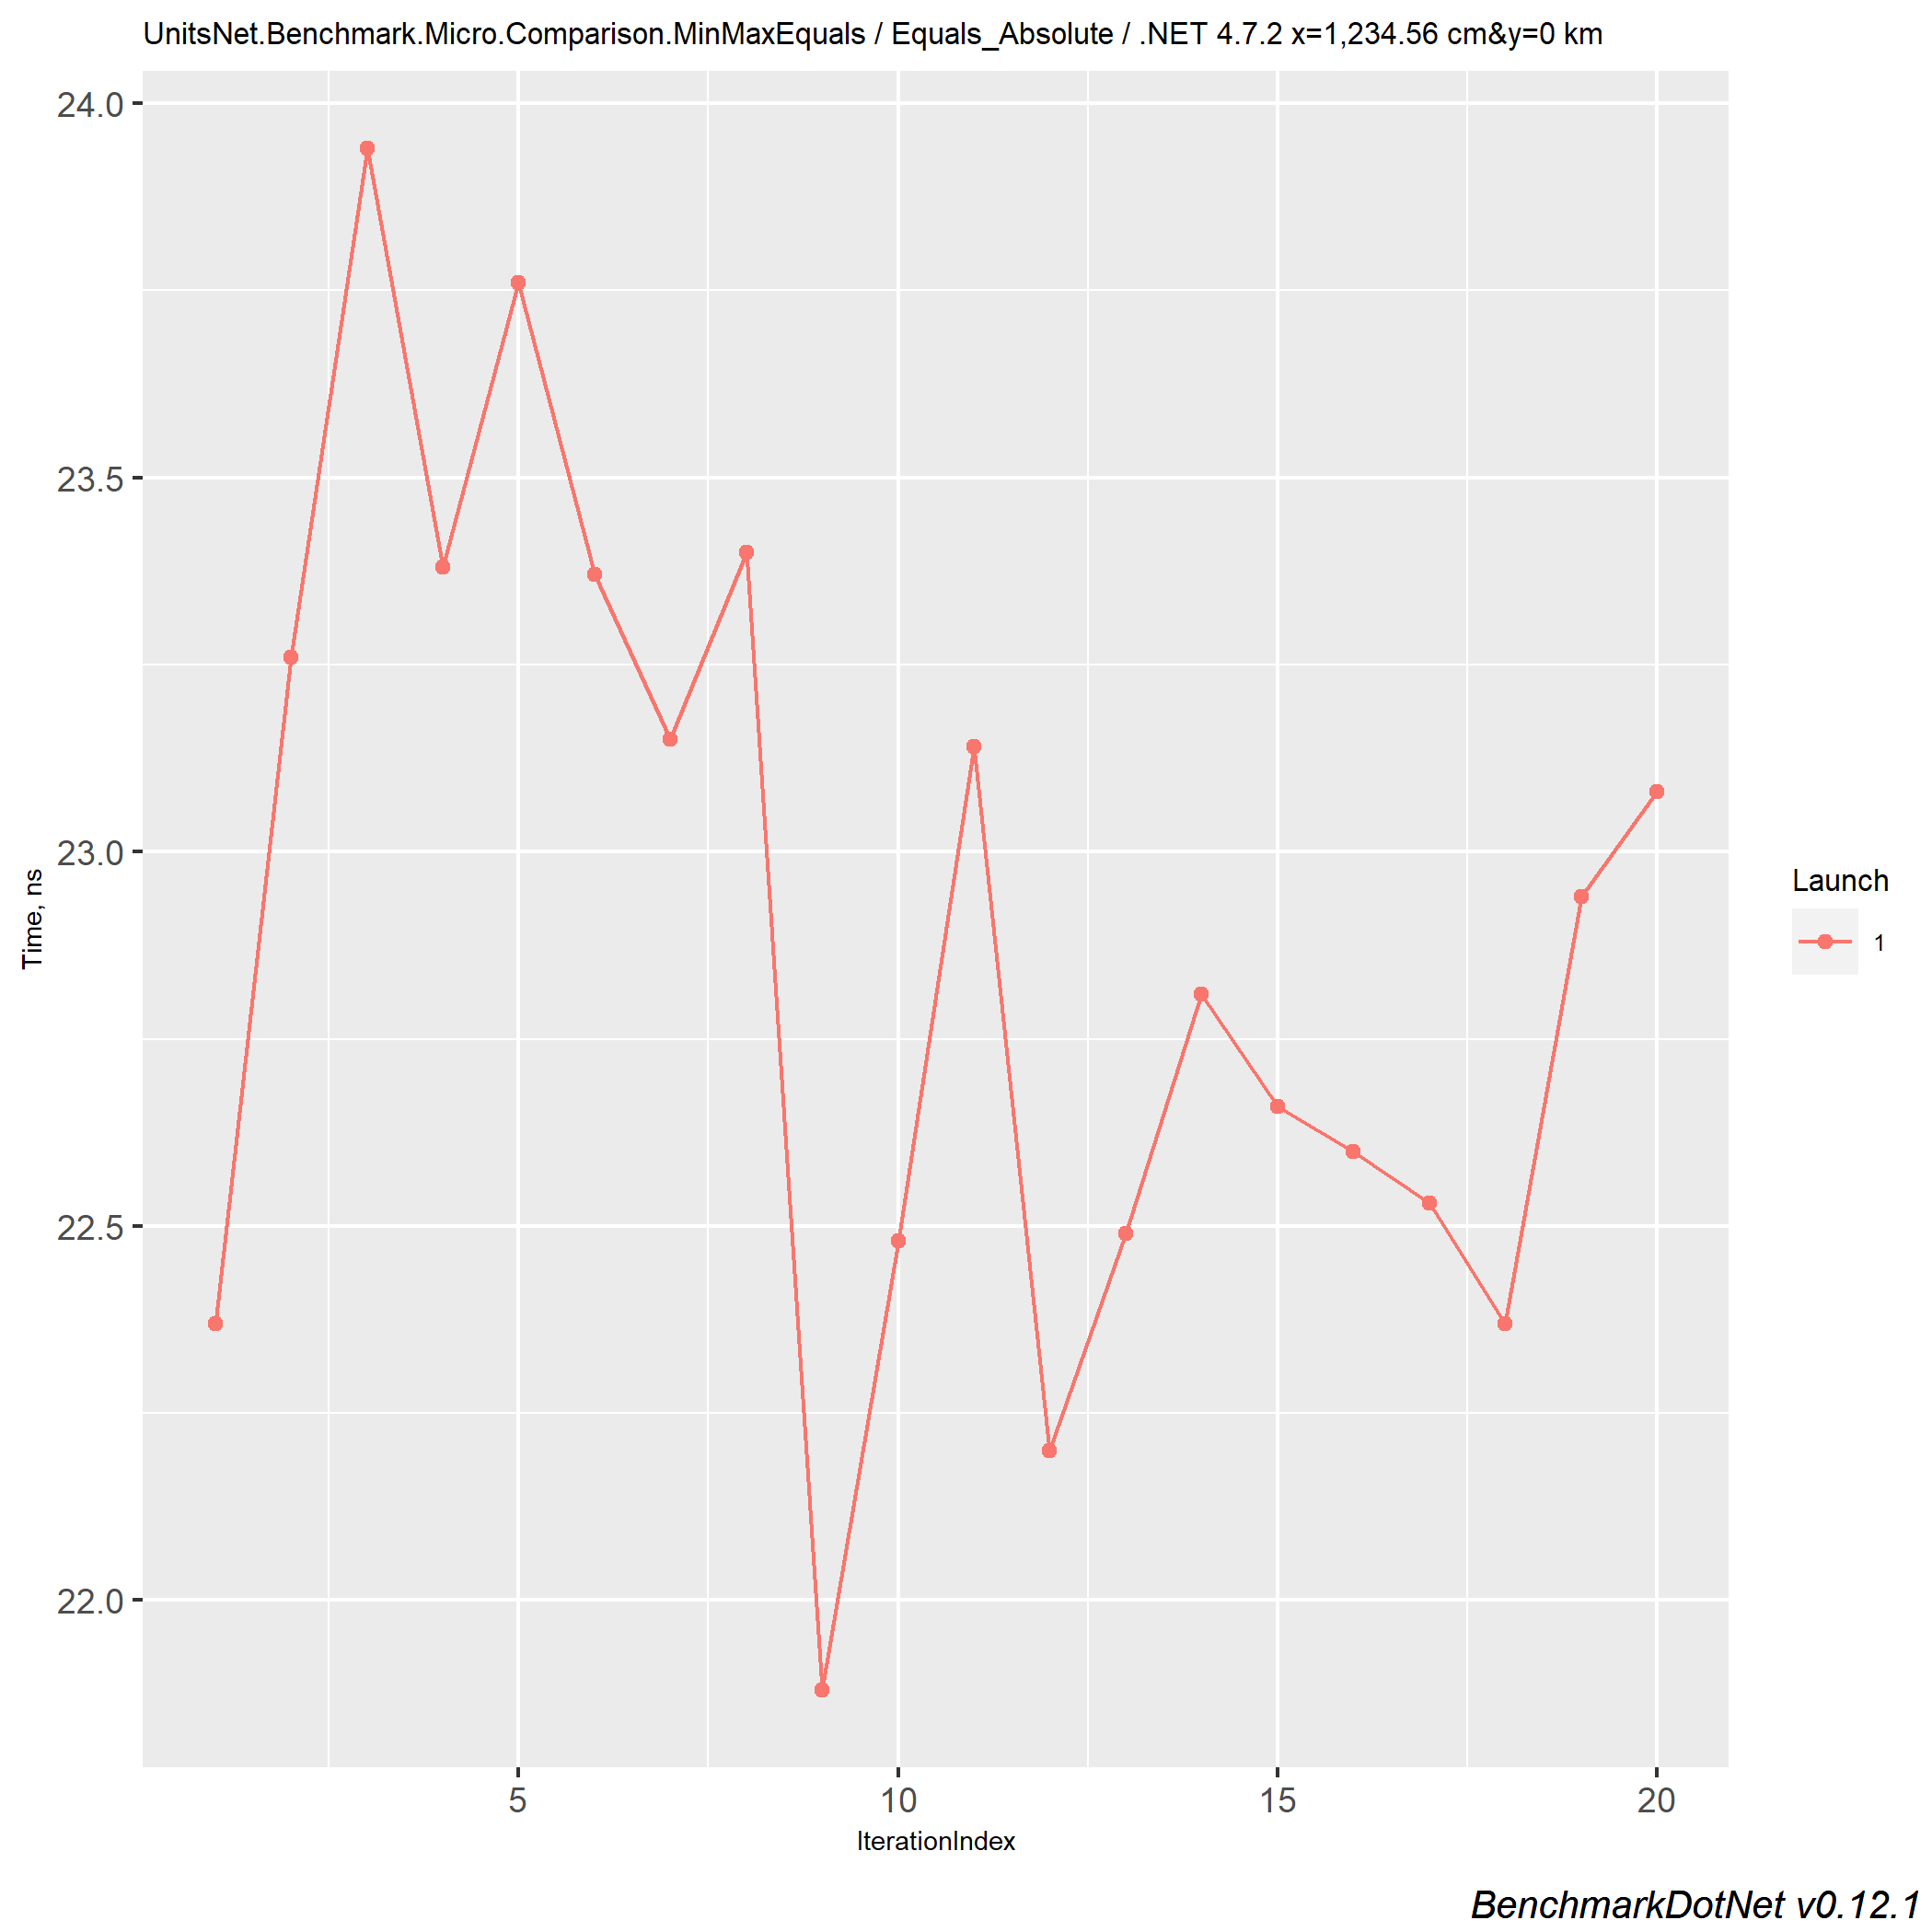 UnitsNet.Benchmark.Micro.Comparison.MinMaxEquals / Equals_Absolute / .NET 4.7.2 x=1,234.56 cm&y=0 km
24.0
23.5
23.0
22.5
22.0
Time, ns
5
10
15
20
IterationIndex
Launch
1
BenchmarkDotNet v0.12.1